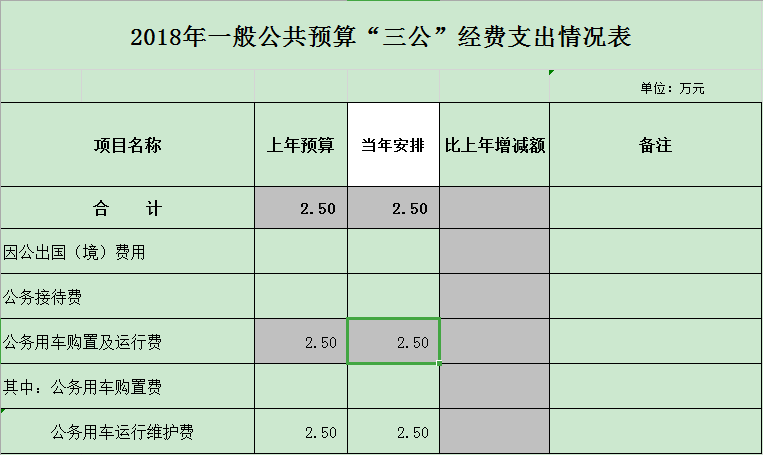 2018年一般公共预算“三公”经费支出情况表
单位：万元
项目名称 上年预算 当年安排 比上年增减额 备注
合 计 2.50 2.50
因公出国（境）费用
公务接待费
公务用车购置及运行费 2.50 2.50
其中：公务用车购置费
公务用车运行维护费 2.50 2.50